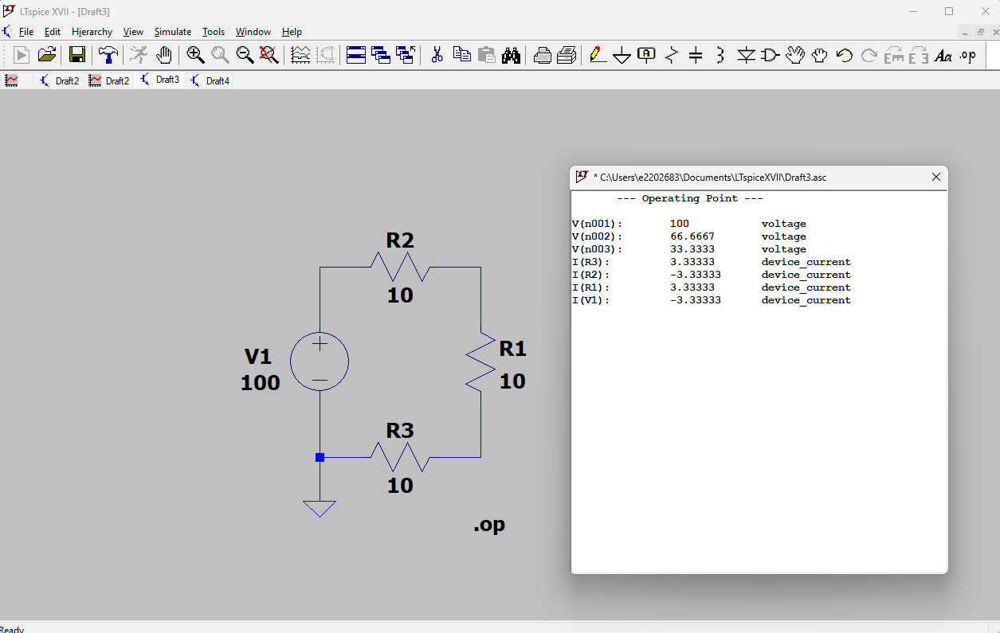 LTspice XVII - [Draft3]
File Edit Hierarchy View Simulate Tools Window Help
Draft2 Draft2 Draft3 Draft4
* C:\Users\e2202683\Documents\LTspiceXVII\Draft3.asc
--- Operating Point ---
V(n001): 100 voltage
V(n002): 66.6667 voltage
V(n003): 33.3333 voltage
I(R3): 3.33333 device_current
I(R2): -3.33333 device_current
I(R1): 3.33333 device_current
I(V1): -3.33333 device_current
R2
10
R1
10
V1
100
R3
10
.op
Ready